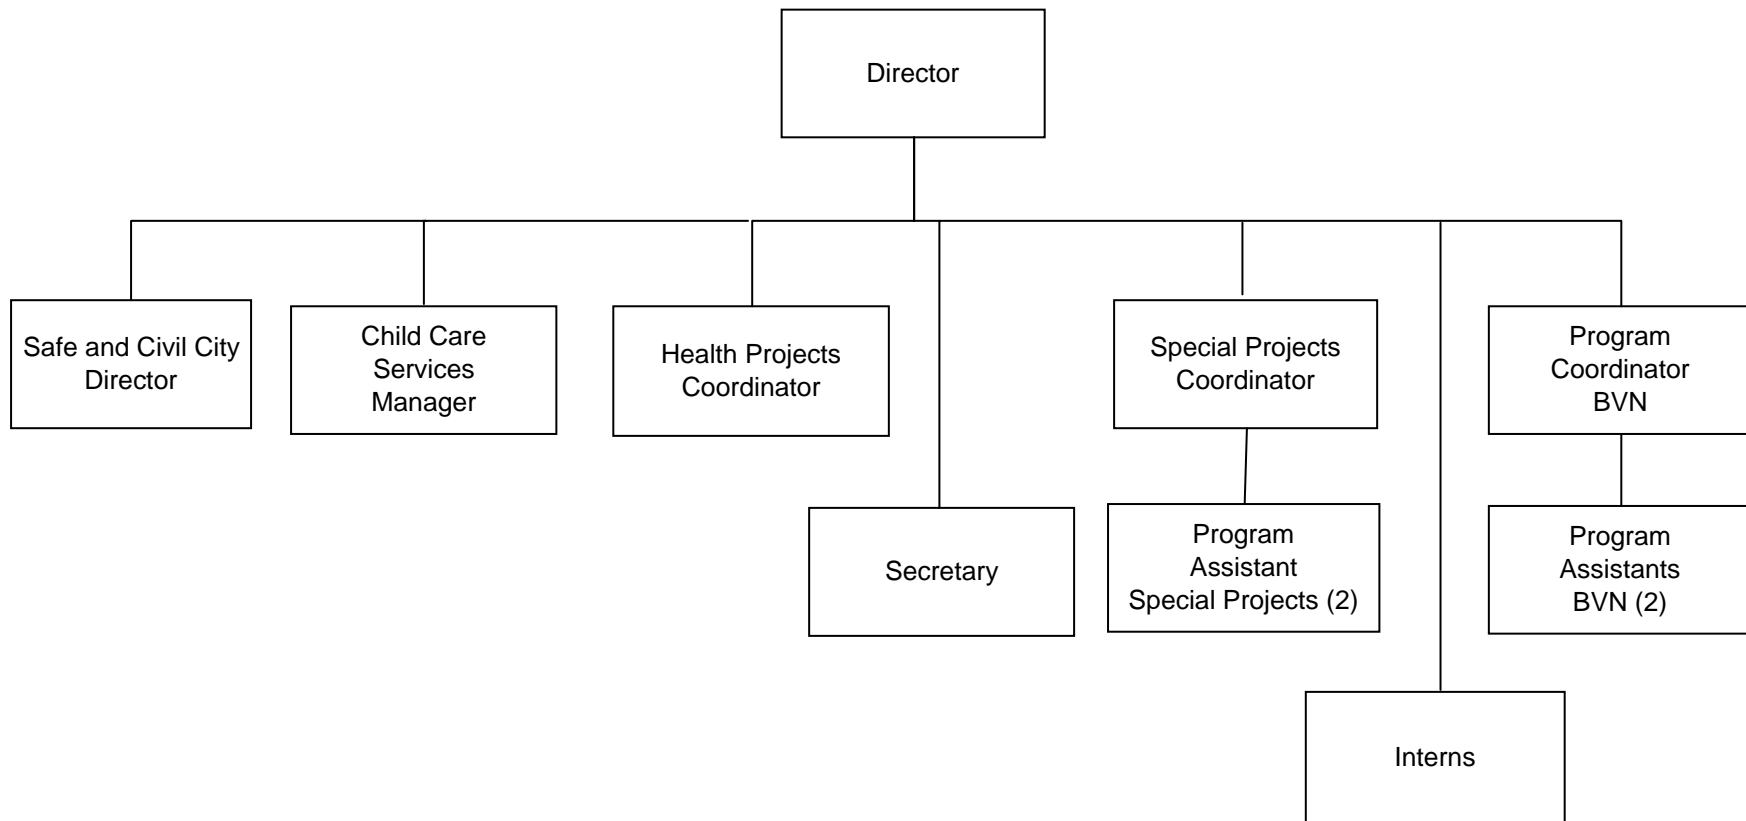 Director
Safe and Civil City
Director
Child Care
Services
Manager
Health Projects
Coordinator
Special Projects
Coordinator
Program
Coordinator
BVN
Secretary
Program
Assistant
Special Projects (2)
Program
Assistants
BVN (2)
Interns